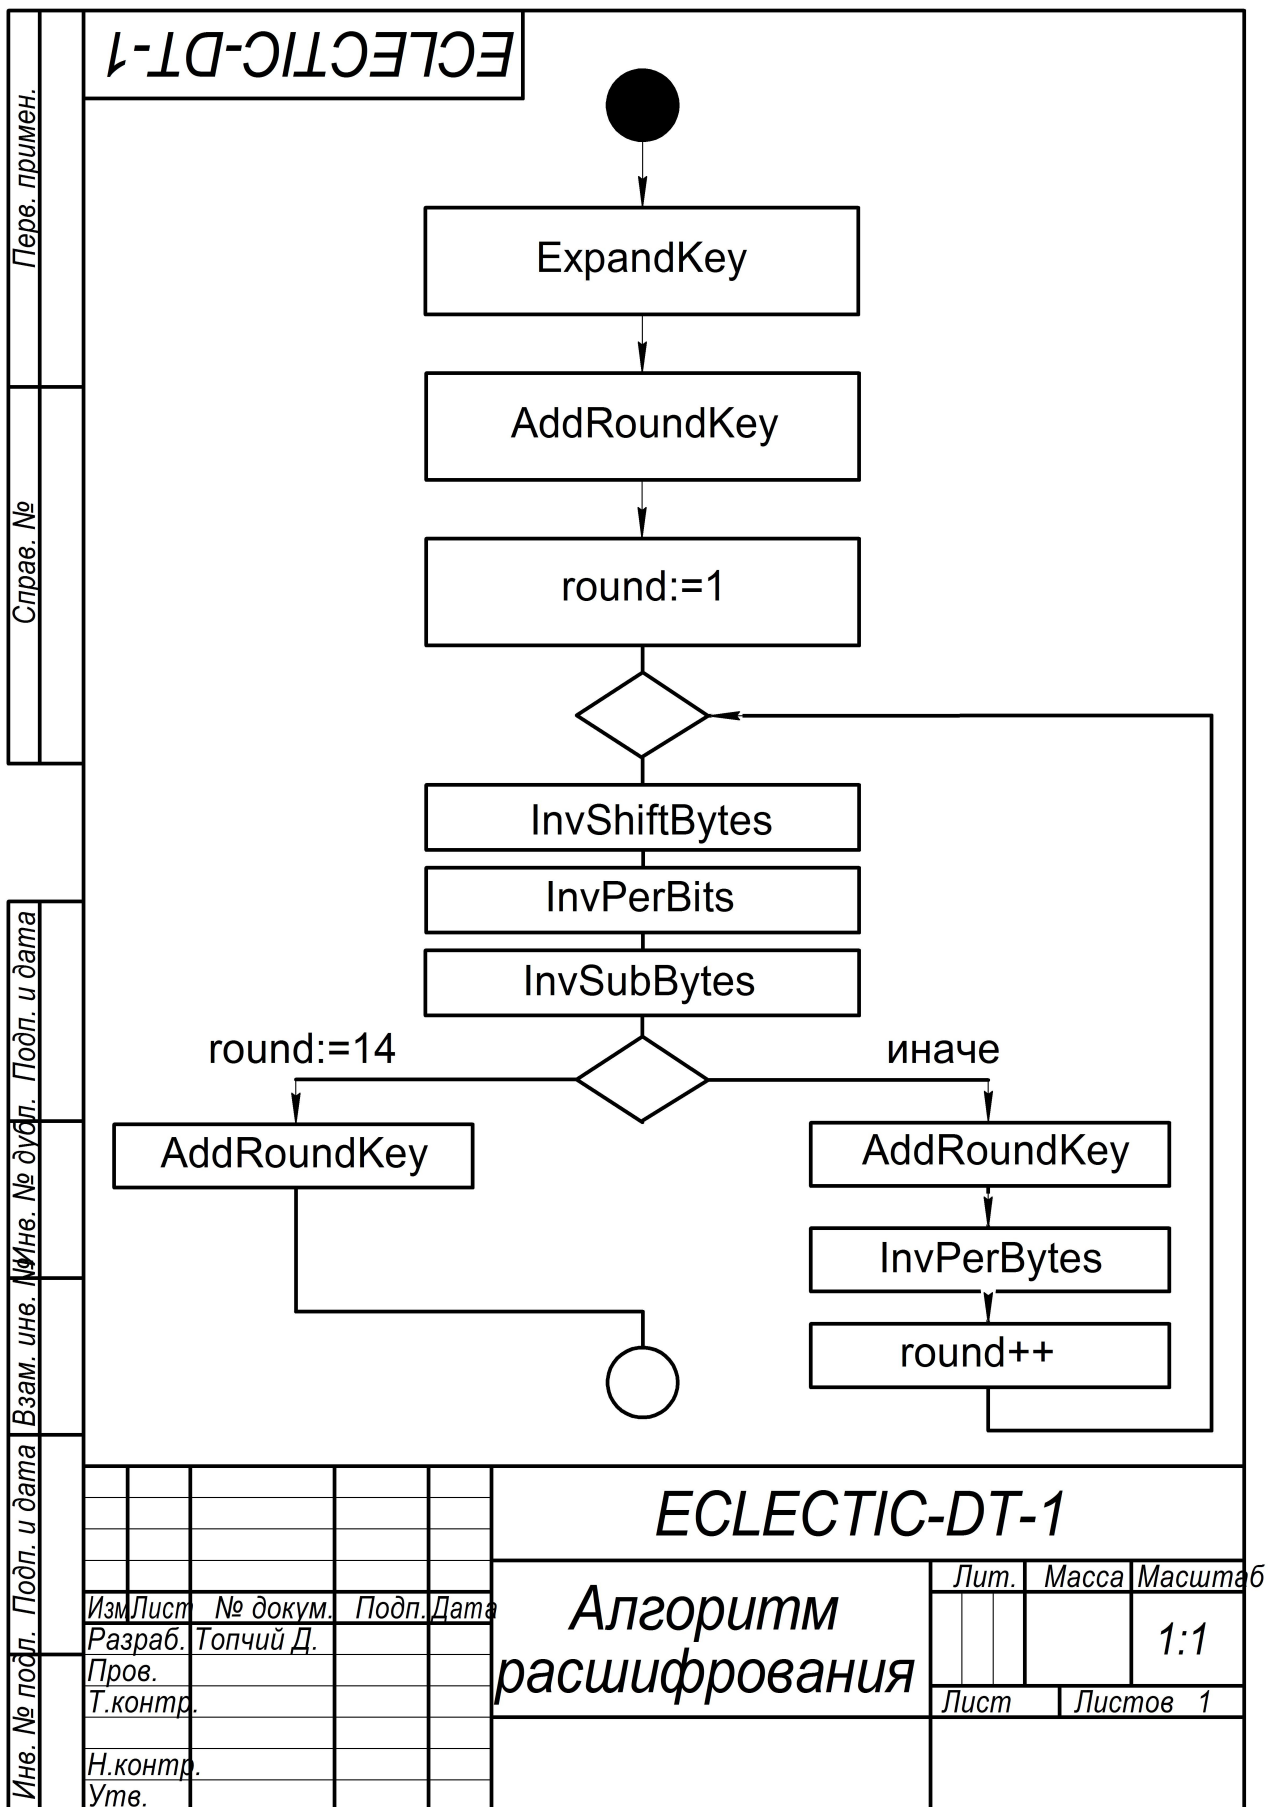 ECLECTIC-DT-1
Перв. примен.
Справ. №
Подп. и дата
Инв. № дубл.
Взам. инв. №
Подп. и дата
Инв. № подл.
ExpandKey
AddRoundKey
round:=1
InvShiftBytes
InvPerBits
InvSubBytes
round:=14
иначе
AddRoundKey
AddRoundKey
InvPerBytes
round++
ECLECTIC-DT-1
Алгоритм
расшифрования
Лит. Масса Масштаб
1:1
Лист Листов 1
Изм Лист № докум. Подп. Дата
Разраб. Топчий Д.
Пров.
Т.контр.
Н.контр.
Утв.